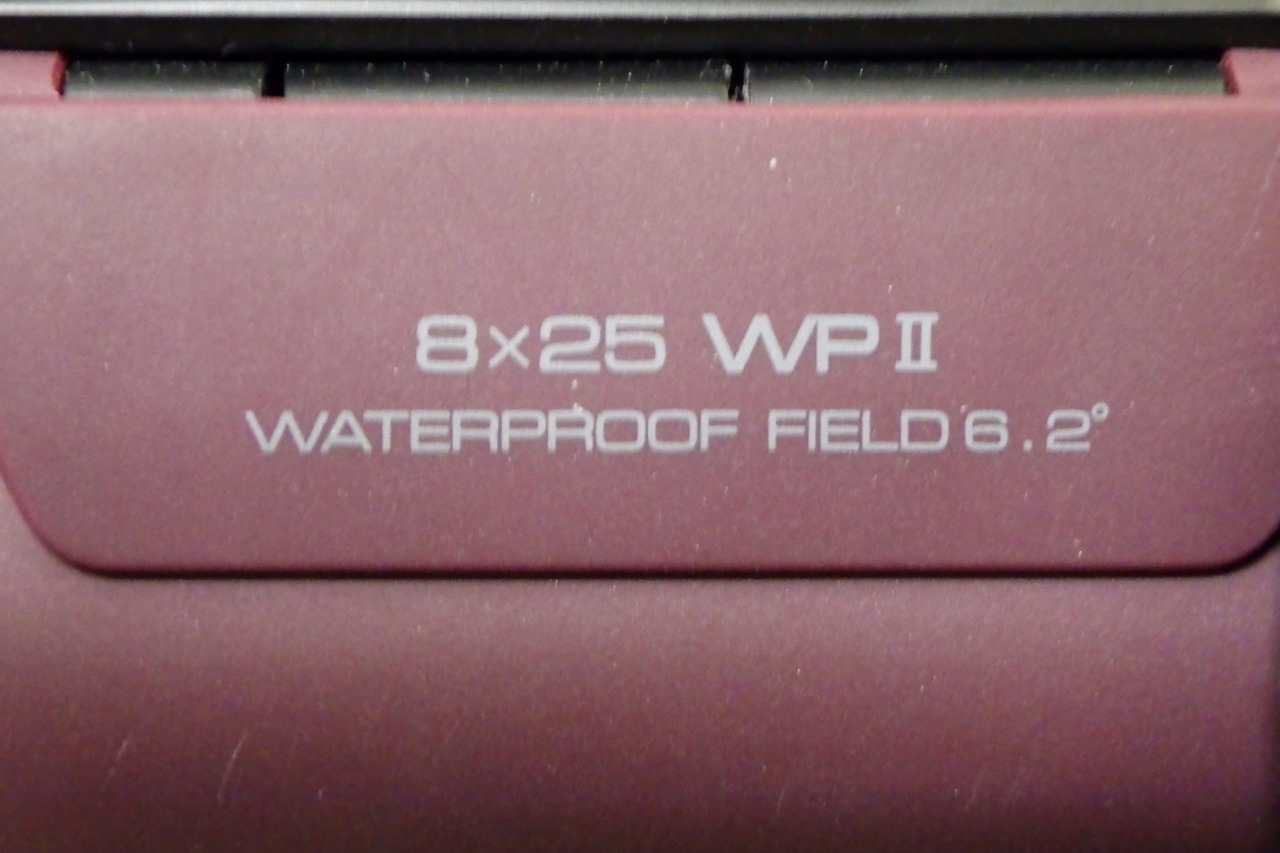 8×25 WP Ⅱ
WATERPROOF FIELD 6.2°